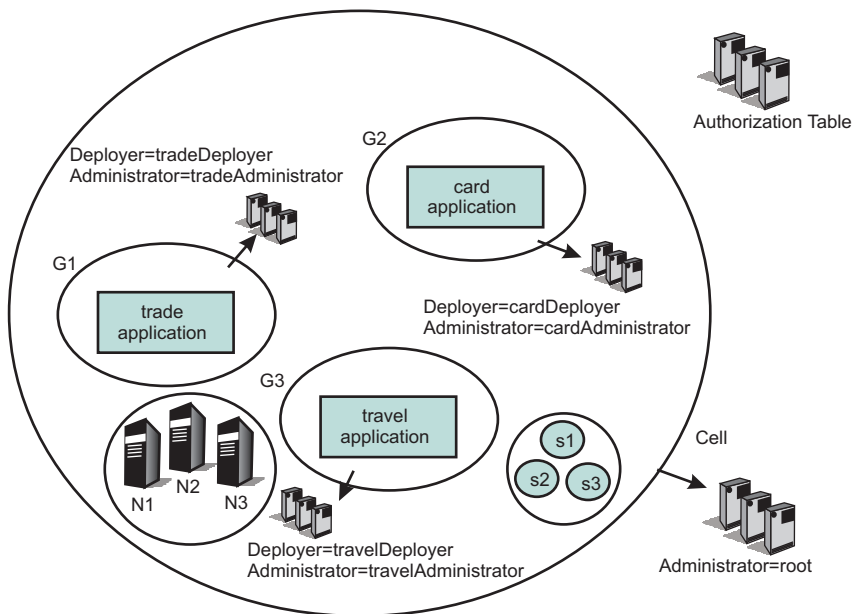 Authorization Table
G2
Deployer=tradeDeployer
Administrator=tradeAdministrator
card
application
G1
trade
application
Deployer=cardDeployer
Administrator=cardAdministrator
G3
travel
application
Cell
s1
s2
s3
N1
N2
N3
Deployer=travelDeployer
Administrator=travelAdministrator
Administrator=root